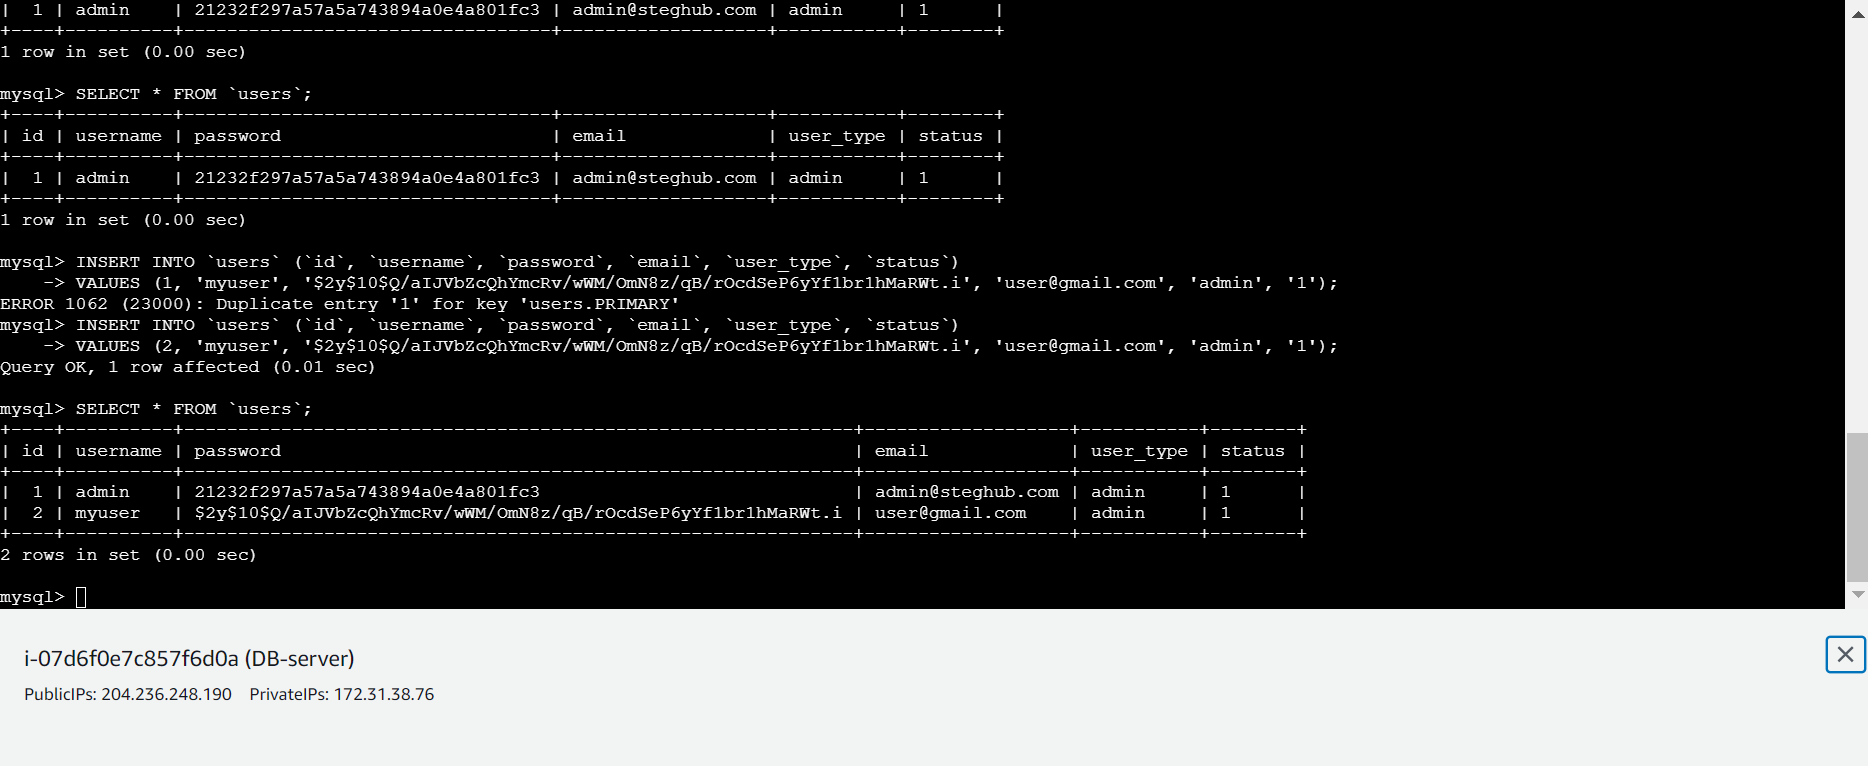 |  1 | admin    | 21232f297a57a5a743894a0e4a801fc3 | admin@steghub.com | admin     | 1      |
+----+----------+----------------------------------+-------------------+-----------+--------+
1 row in set (0.00 sec)
mysql> SELECT * FROM `users`;
+----+----------+----------------------------------+-------------------+-----------+--------+
| id | username | password                         | email             | user_type | status |
+----+----------+----------------------------------+-------------------+-----------+--------+
|  1 | admin    | 21232f297a57a5a743894a0e4a801fc3 | admin@steghub.com | admin     | 1      |
+----+----------+----------------------------------+-------------------+-----------+--------+
1 row in set (0.00 sec)
mysql> INSERT INTO `users` (`id`, `username`, `password`, `email`, `user_type`, `status`)
    -> VALUES (1, 'myuser', '$2y$10$Q/aIJVbZcQhYmcRv/wWM/OmN8z/qB/rOcdSeP6yYf1br1hMaRWt.i', 'user@gmail.com', 'admin', '1');
ERROR 1062 (23000): Duplicate entry '1' for key 'users.PRIMARY'
mysql> INSERT INTO `users` (`id`, `username`, `password`, `email`, `user_type`, `status`)
    -> VALUES (2, 'myuser', '$2y$10$Q/aIJVbZcQhYmcRv/wWM/OmN8z/qB/rOcdSeP6yYf1br1hMaRWt.i', 'user@gmail.com', 'admin', '1');
Query OK, 1 row affected (0.01 sec)
mysql> SELECT * FROM `users`;
+----+----------+--------------------------------------------------------------+-------------------+-----------+--------+
| id | username | password                                                     | email             | user_type | status |
+----+----------+--------------------------------------------------------------+-------------------+-----------+--------+
|  1 | admin    | 21232f297a57a5a743894a0e4a801fc3                             | admin@steghub.com | admin     | 1      |
|  2 | myuser   | $2y$10$Q/aIJVbZcQhYmcRv/wWM/OmN8z/qB/rOcdSeP6yYf1br1hMaRWt.i | user@gmail.com    | admin     | 1      |
+----+----------+--------------------------------------------------------------+-------------------+-----------+--------+
2 rows in set (0.00 sec)
mysql>
i-07d6f0e7c857f6d0a (DB-server)
PublicIPs: 204.236.248.190    PrivateIPs: 172.31.38.76